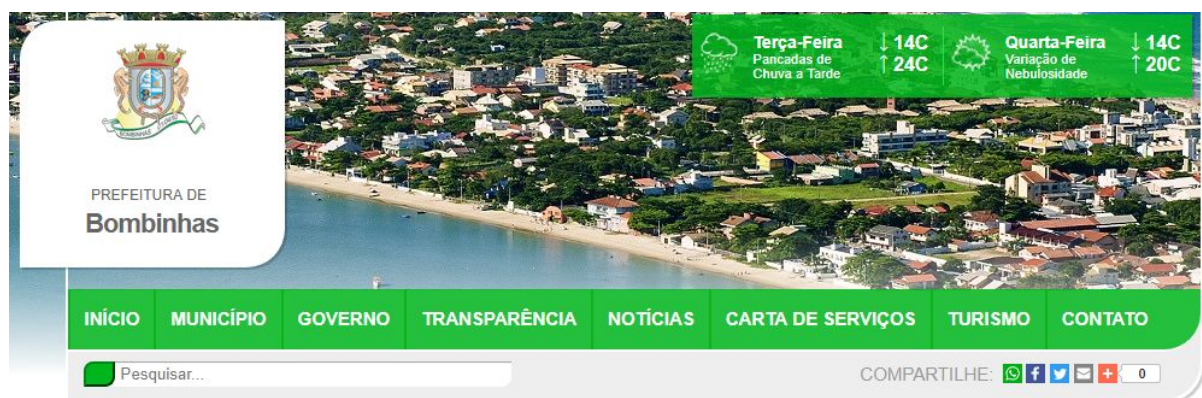 Terça-Feira
Pancadas de
Chuva a Tarde
↓ 14C
↑ 24C
Quarta-Feira
Variação de
Nebulosidade
↓ 14C
↑ 20C
BOMBINHAS
PREFEITURA DE
Bombinhas
INÍCIO MUNICÍPIO GOVERNO TRANSPARÊNCIA NOTÍCIAS CARTA DE SERVIÇOS TURISMO CONTATO
Pesquisar...
COMPARTILHE: 0